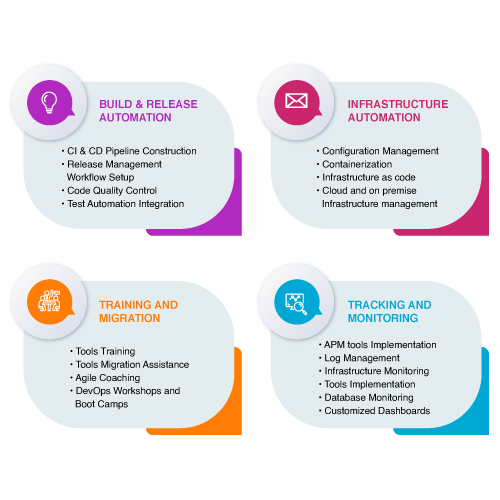 BUILD & RELEASE
AUTOMATION
• CI & CD Pipeline Construction
• Release Management
Workflow Setup
• Code Quality Control
• Test Automation Integration
INFRASTRUCTURE
AUTOMATION
• Configuration Management
• Containerization
• Infrastructure as code
• Cloud and on premise
Infrastructure management
TRAINING AND
MIGRATION
• Tools Training
• Tools Migration Assistance
• Agile Coaching
• DevOps Workshops and
Boot Camps
TRACKING AND
MONITORING
• APM tools Implementation
• Log Management
• Infrastructure Monitoring
• Tools Implementation
• Database Monitoring
• Customized Dashboards